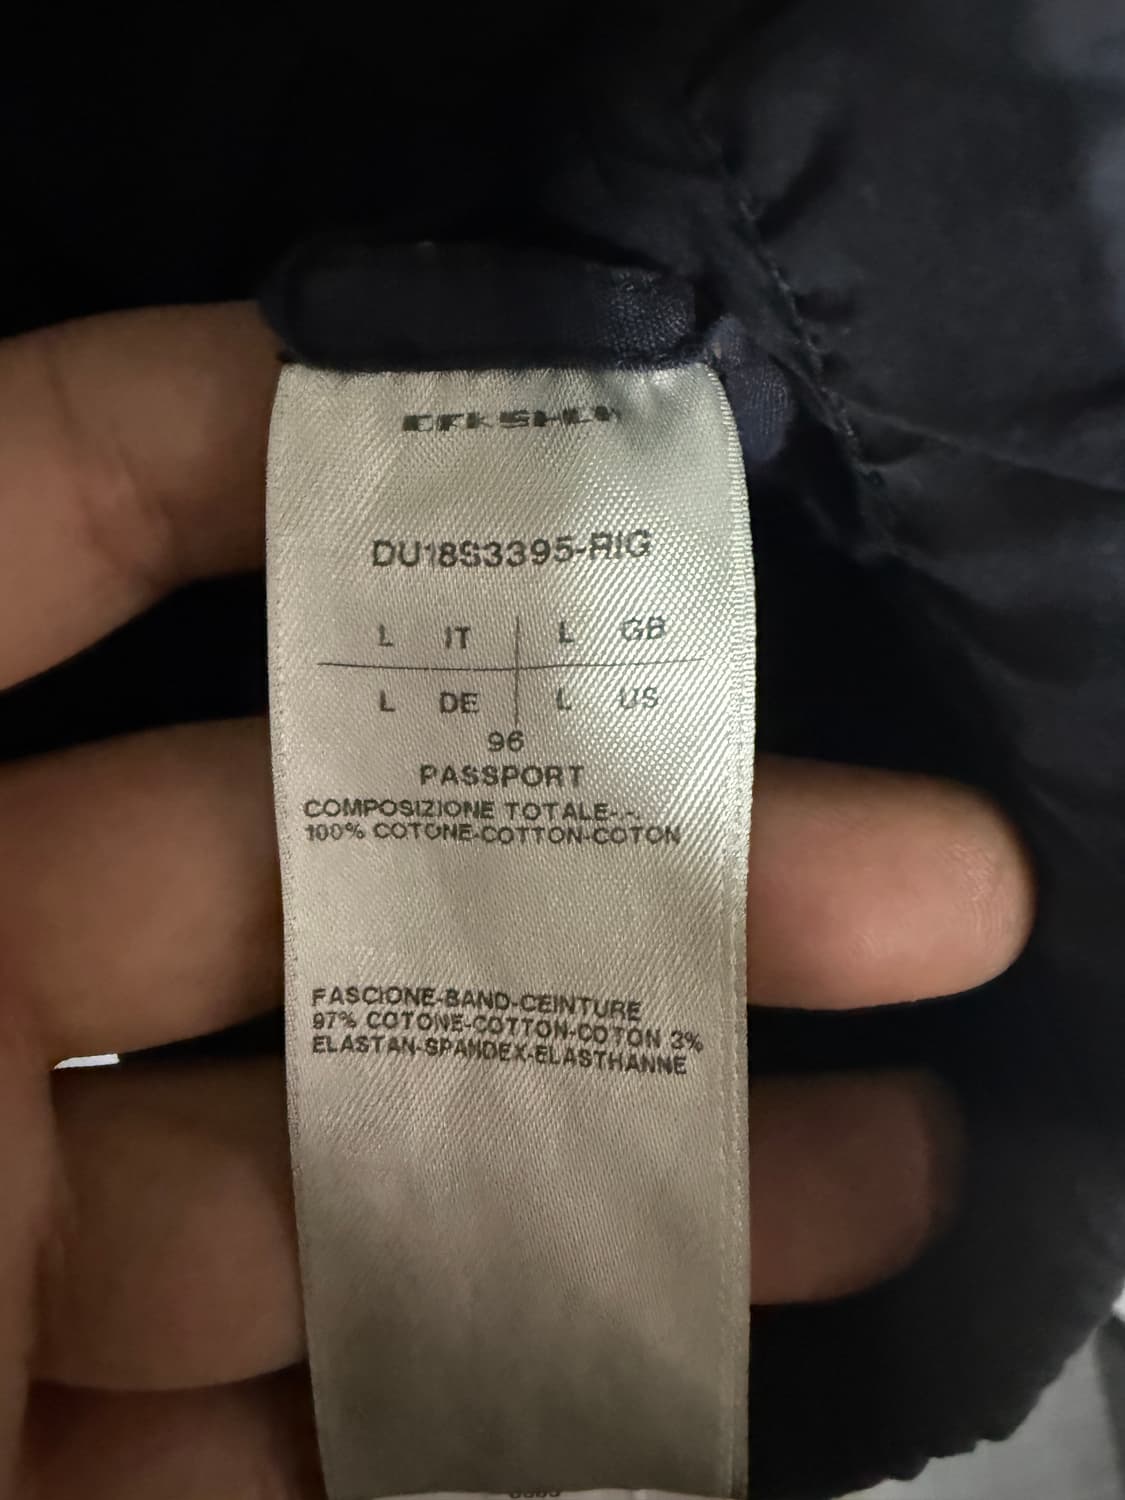 DRKSHDW
DU18S3395-RIG
L IT L GB
L DE L US
96
PASSPORT
COMPOSIZIONE TOTALE-.-.
100% COTONE-COTTON-COTON
FASCIONE-BAND-CEINTURE
97% COTONE-COTTON-COTON 3%
ELASTAN-SPANDEX-ELASTHANNE